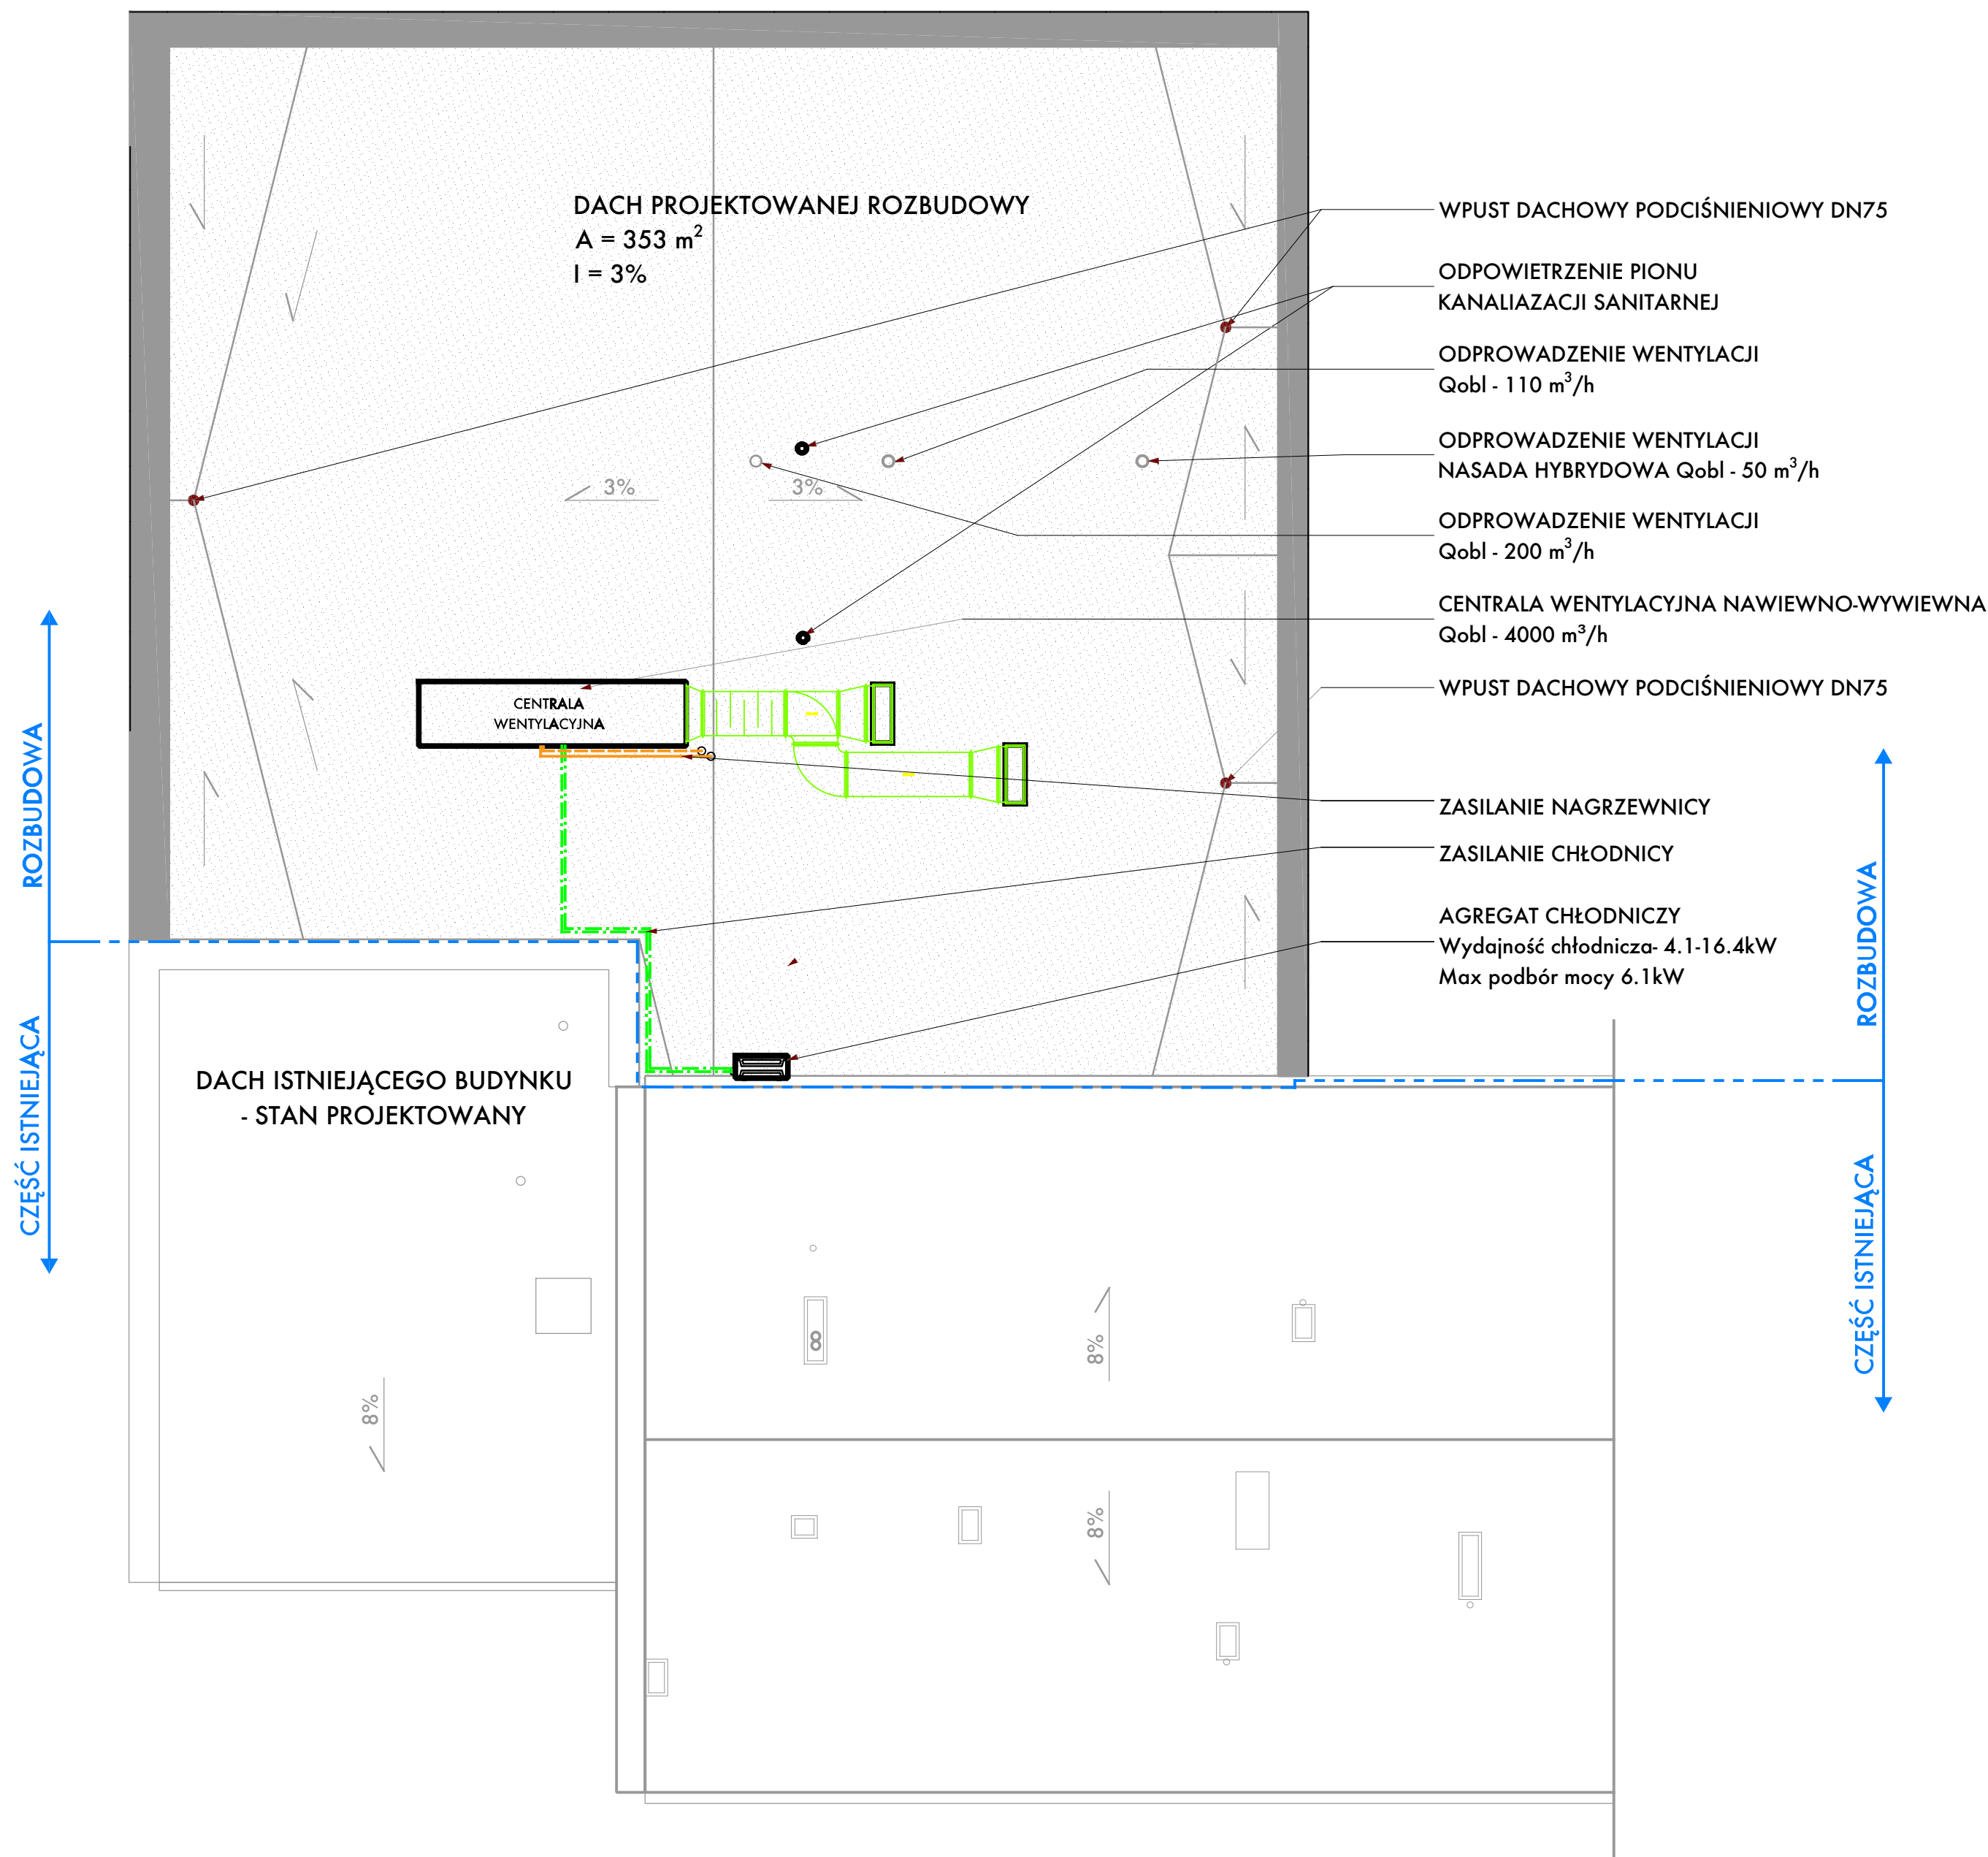 DACH PROJEKTOWANEJ ROZBUDOWY
A = 353 m²
I = 3%
WPUST DACHOWY PODCIŚNIENIOWY DN75
ODPOWIETRZENIE PIONU
KANALIAZACJI SANITARNEJ
ODPROWADZENIE WENTYLACJI
Qobl - 110 m³/h
ODPROWADZENIE WENTYLACJI
NASADA HYBRYDOWA Qobl - 50 m³/h
3%
3%
ODPROWADZENIE WENTYLACJI
Qobl - 200 m³/h
CENTRALA WENTYLACYJNA NAWIEWNO-WYWIEWNA
Qobl - 4000 m³/h
WPUST DACHOWY PODCIŚNIENIOWY DN75
CENTRALA
WENTYLACYJNA
ZASILANIE NAGRZEWNICY
ZASILANIE CHŁODNICY
AGREGAT CHŁODNICZY
Wydajność chłodnicza- 4.1-16.4kW
Max podbór mocy 6.1kW
ROZBUDOWA
CZĘŚĆ ISTNIEJĄCA
ROZBUDOWA
CZĘŚĆ ISTNIEJĄCA
DACH ISTNIEJĄCEGO BUDYNKU
- STAN PROJEKTOWANY
8%
8%
8%